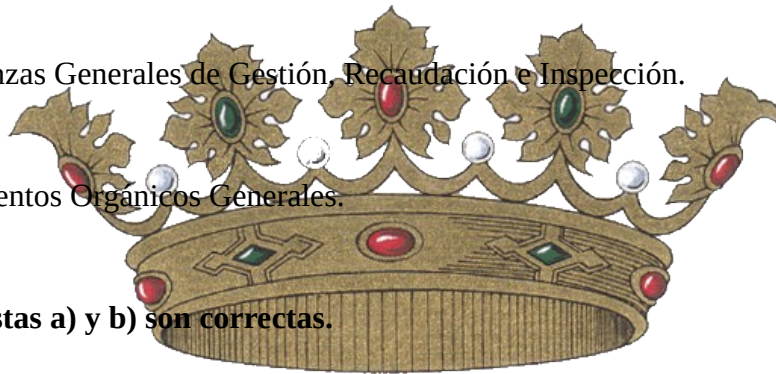 nzas Generales de Gestión, Recaudación e Inspección.
entos Orgánicos Generales.
stas a) y b) son correctas.